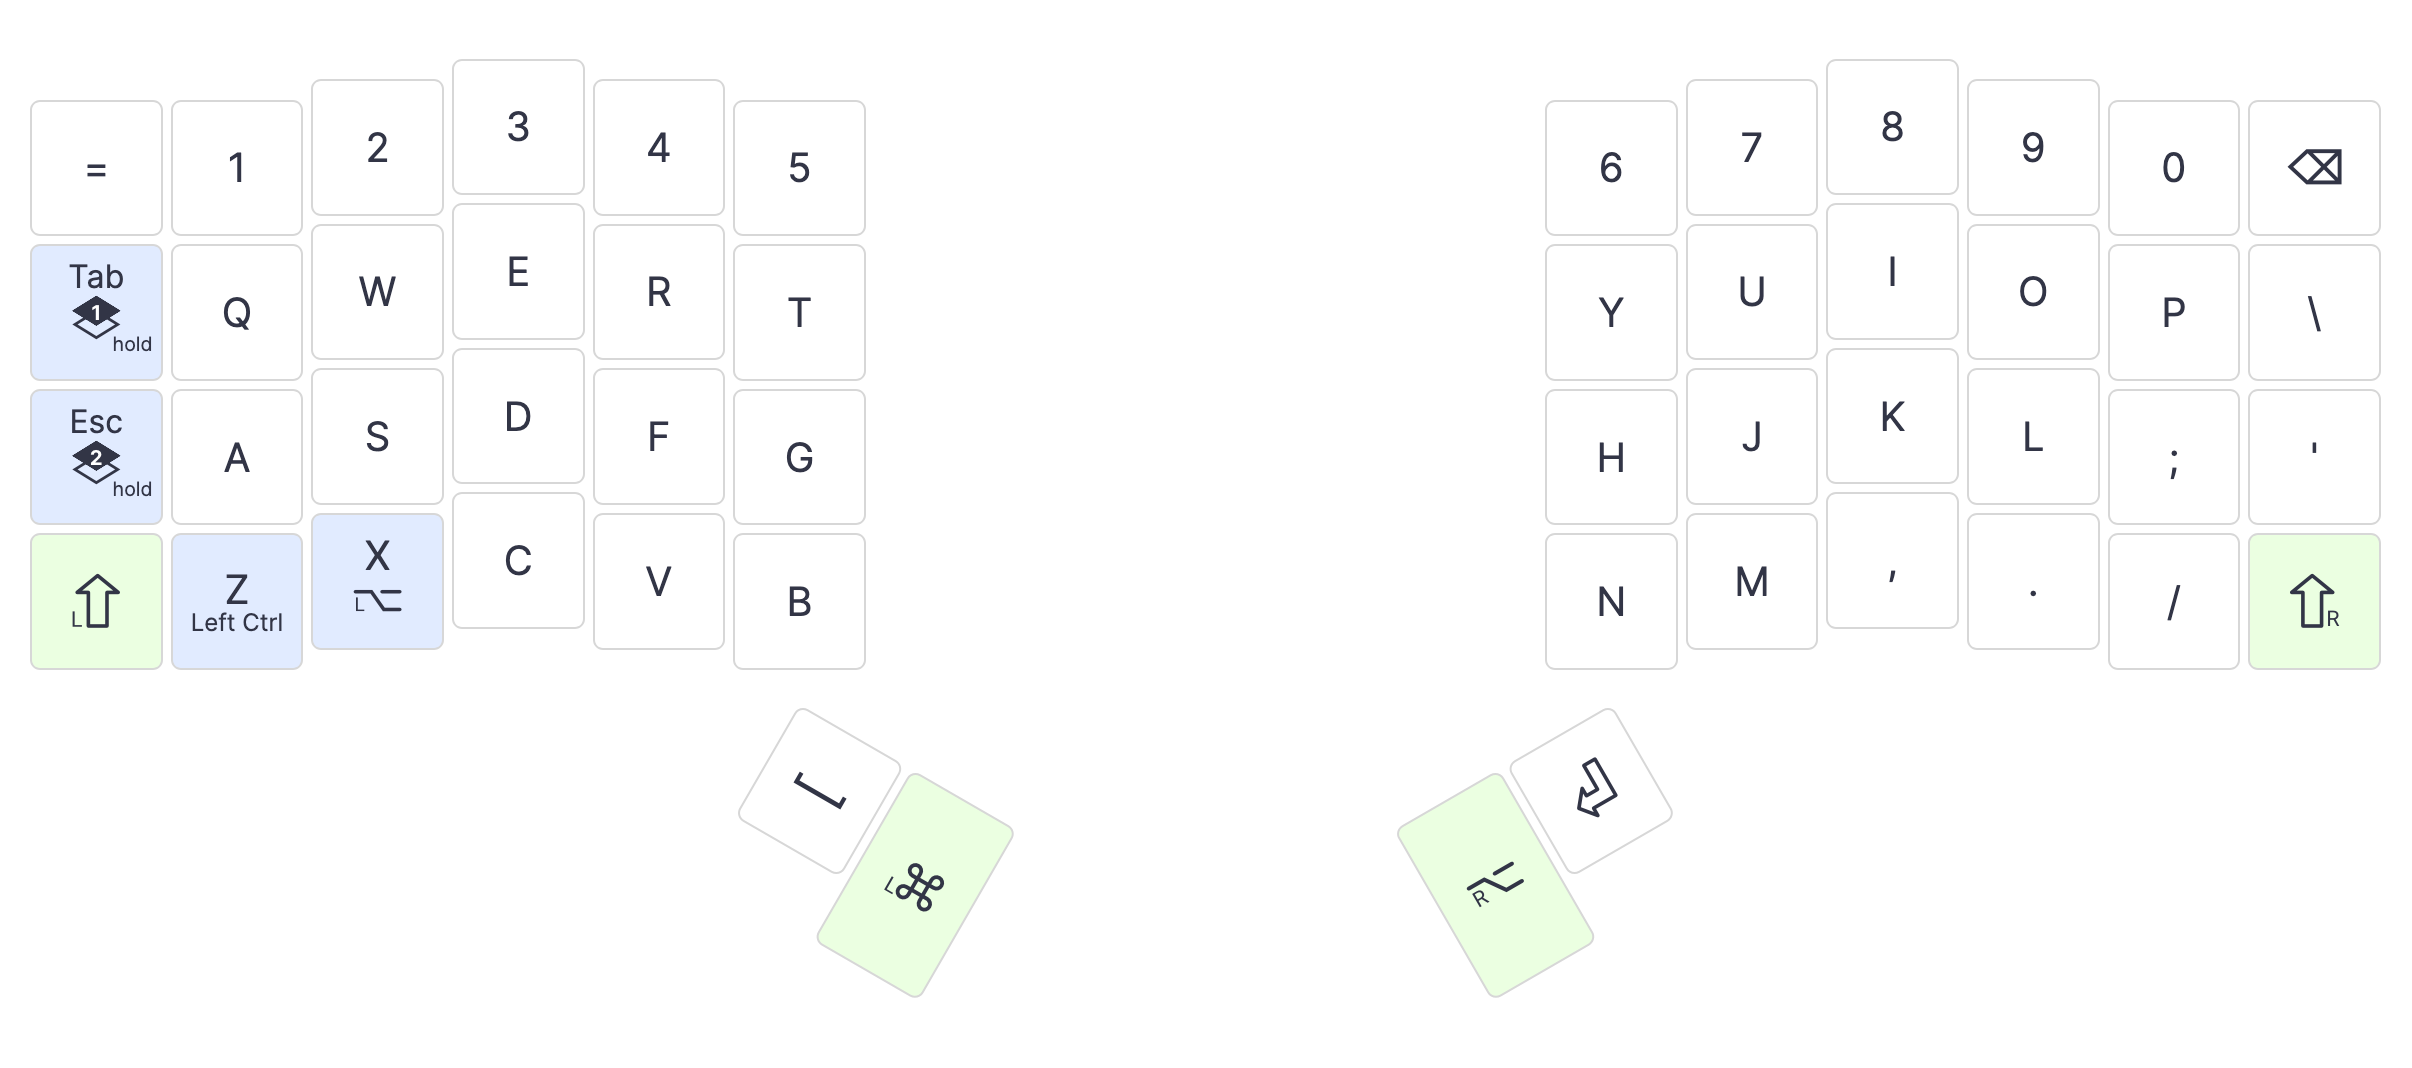 = 1 2 3 4 5 6 7 8 9 0 ⌫
Tab 1 hold Q W E R T Y U I O P \
Esc 2 hold A S D F G H J K L ; '
L ⇧ Z Left Ctrl X L ⌥ C V B N M , . / ⇧ R
[ ⏎
L ⌘ R ⌥